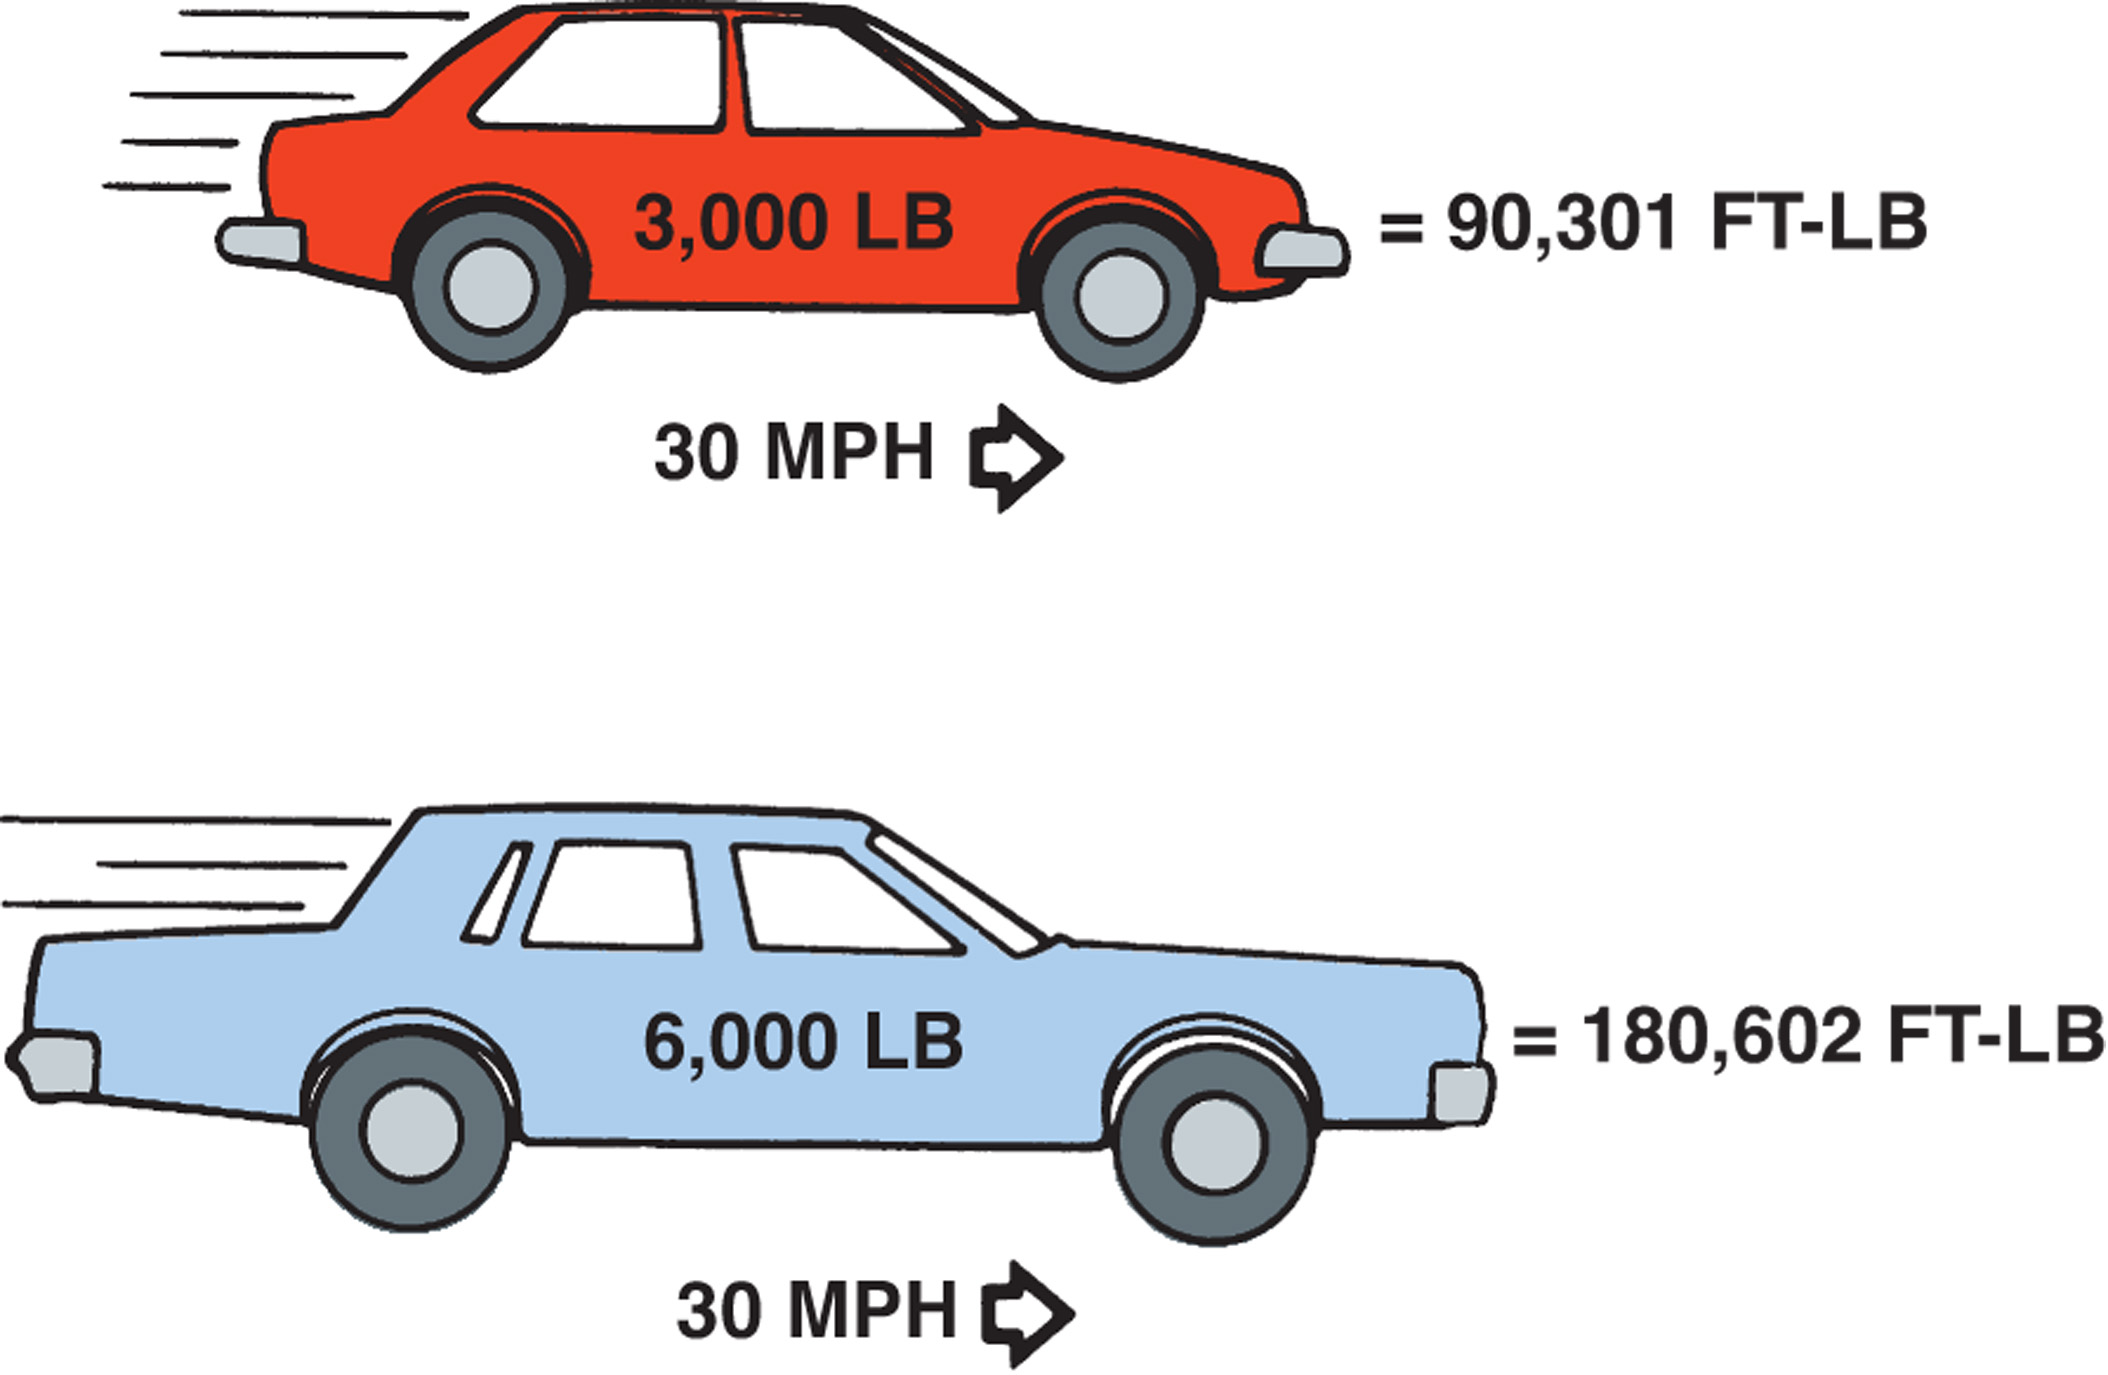 3,000 LB = 90,301 FT-LB
30 MPH
6,000 LB = 180,602 FT-LB
30 MPH